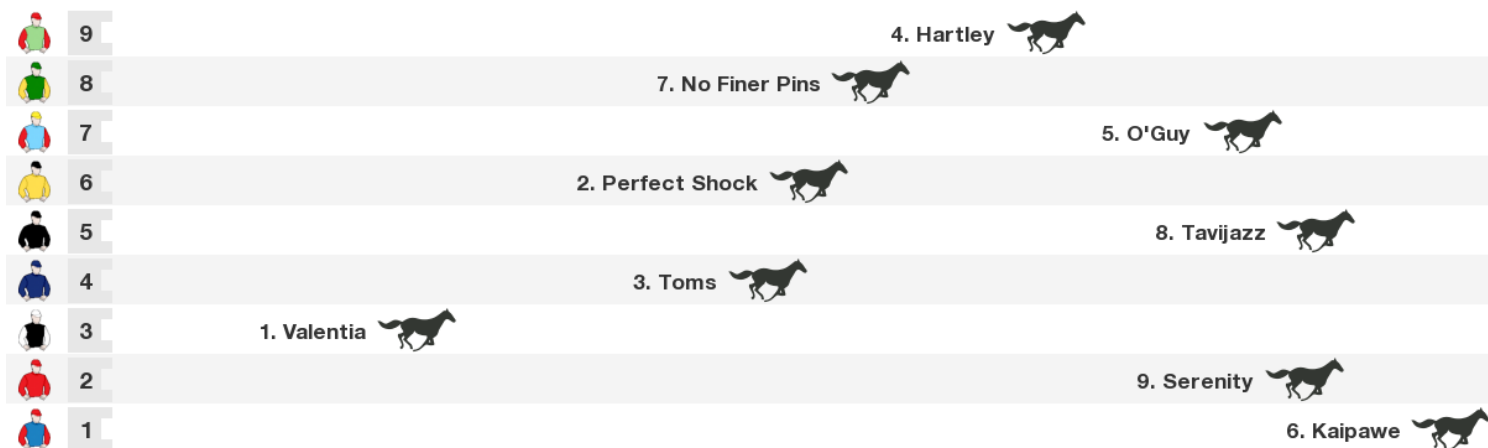 9 4. Hartley
8 7. No Finer Pins
7 5. O'Guy
6 2. Perfect Shock
5 8. Tavijazz
4 3. Toms
3 1. Valentia
2 9. Serenity
1 6. Kaipawe